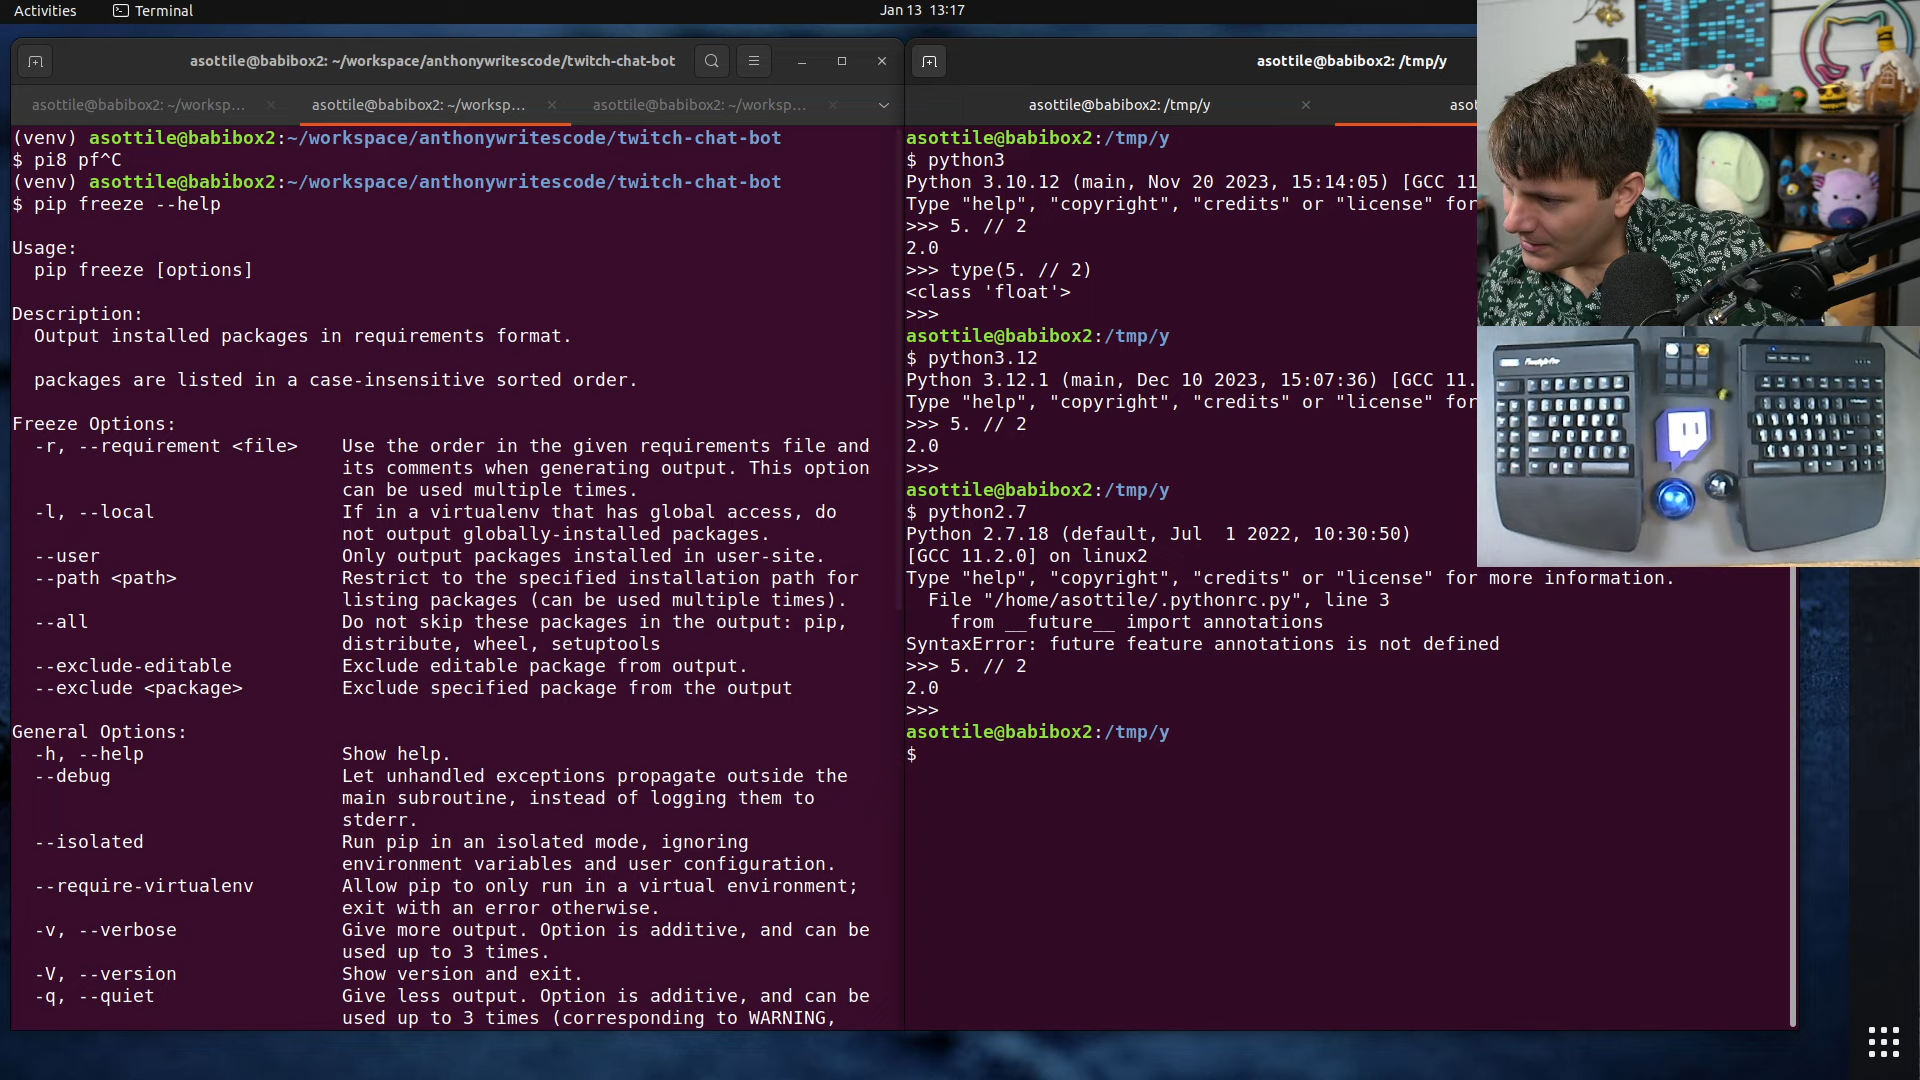 Activities
Terminal
Jan 13 13:17
asottile@babibox2: ~/workspace/anthonywritescode/twitch-chat-bot
asottile@babibox2: ~/worksp...
asottile@babibox2: ~/worksp...
asottile@babibox2: ~/worksp...
(venv) asottile@babibox2:~/workspace/anthonywritescode/twitch-chat-bot
$ pi8 pf^C
(venv) asottile@babibox2:~/workspace/anthonywritescode/twitch-chat-bot
$ pip freeze --help
Usage:
pip freeze [options]
Description:
Output installed packages in requirements format.
packages are listed in a case-insensitive sorted order.
Freeze Options:
-r, --requirement <file>    Use the order in the given requirements file and
its comments when generating output. This option
can be used multiple times.
-l, --local                 If in a virtualenv that has global access, do
not output globally-installed packages.
--user                      Only output packages installed in user-site.
--path <path>               Restrict to the specified installation path for
listing packages (can be used multiple times).
--all                       Do not skip these packages in the output: pip,
distribute, wheel, setuptools
--exclude-editable          Exclude editable package from output.
--exclude <package>         Exclude specified package from the output
General Options:
-h, --help                  Show help.
--debug                     Let unhandled exceptions propagate outside the
main subroutine, instead of logging them to
stderr.
--isolated                  Run pip in an isolated mode, ignoring
environment variables and user configuration.
--require-virtualenv        Allow pip to only run in a virtual environment;
exit with an error otherwise.
-v, --verbose               Give more output. Option is additive, and can be
used up to 3 times.
-V, --version               Show version and exit.
-q, --quiet                 Give less output. Option is additive, and can be
used up to 3 times (corresponding to WARNING,
asottile@babibox2: /tmp/y
asottile@babibox2: /tmp/y
asot
asottile@babibox2:/tmp/y
$ python3
Python 3.10.12 (main, Nov 20 2023, 15:14:05) [GCC 11
Type "help", "copyright", "credits" or "license" for
>>> 5. // 2
2.0
>>> type(5. // 2)
<class 'float'>
>>>
asottile@babibox2:/tmp/y
$ python3.12
Python 3.12.1 (main, Dec 10 2023, 15:07:36) [GCC 11.
Type "help", "copyright", "credits" or "license" for
>>> 5. // 2
2.0
>>>
asottile@babibox2:/tmp/y
$ python2.7
Python 2.7.18 (default, Jul  1 2022, 10:30:50)
[GCC 11.2.0] on linux2
Type "help", "copyright", "credits" or "license" for more information.
File "/home/asottile/.pythonrc.py", line 3
from __future__ import annotations
SyntaxError: future feature annotations is not defined
>>> 5. // 2
2.0
>>>
asottile@babibox2:/tmp/y
$